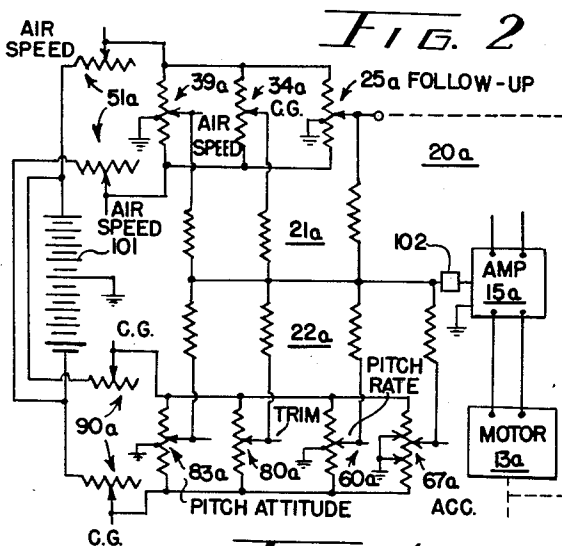 FIG. 2
AIR
SPEED
51a
39a
34a
C.G.
25a FOLLOW-UP
AIR
SPEED
20a
AIR
SPEED
101
21a
102
AMP
15a
C.G.
22a
PITCH
RATE
90a
TRIM
MOTOR
13a
83a
80a
60a
67a
PITCH ATTITUDE
ACC.
C.G.